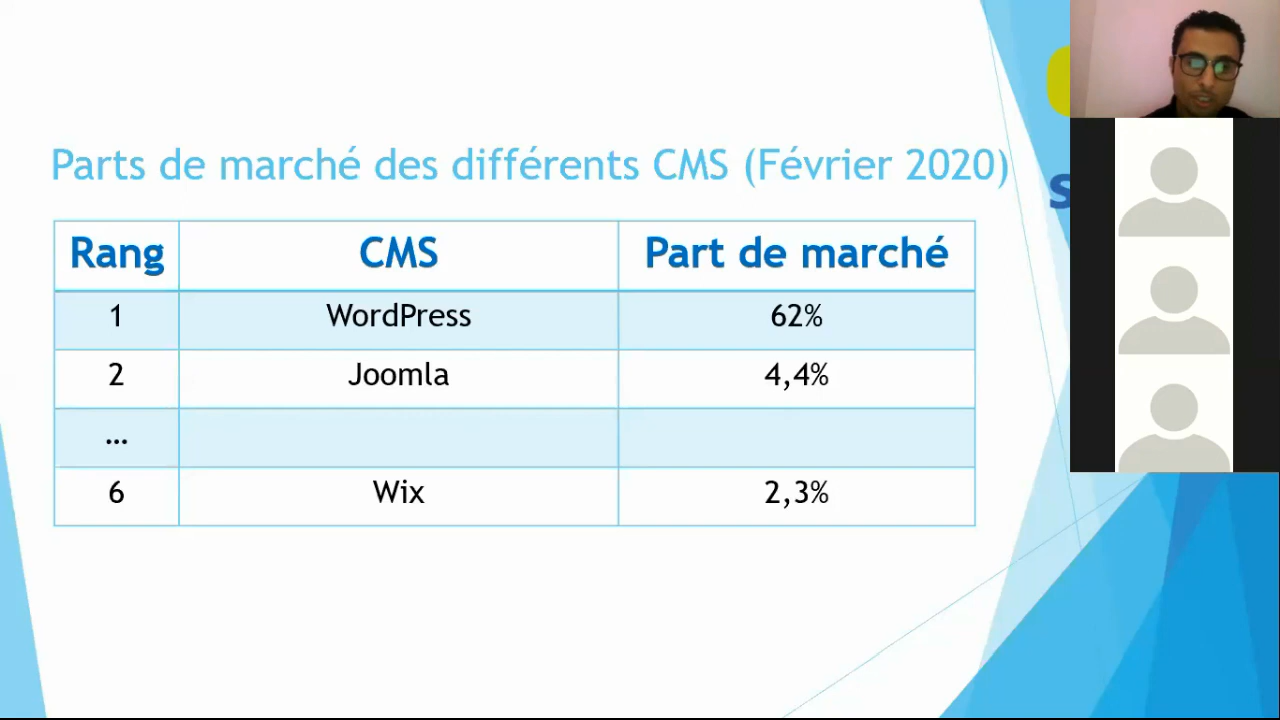 Parts de marché des différents CMS (Février 2020)
Rang CMS Part de marché
1 WordPress 62%
2 Joomla 4,4%
...
6 Wix 2,3%